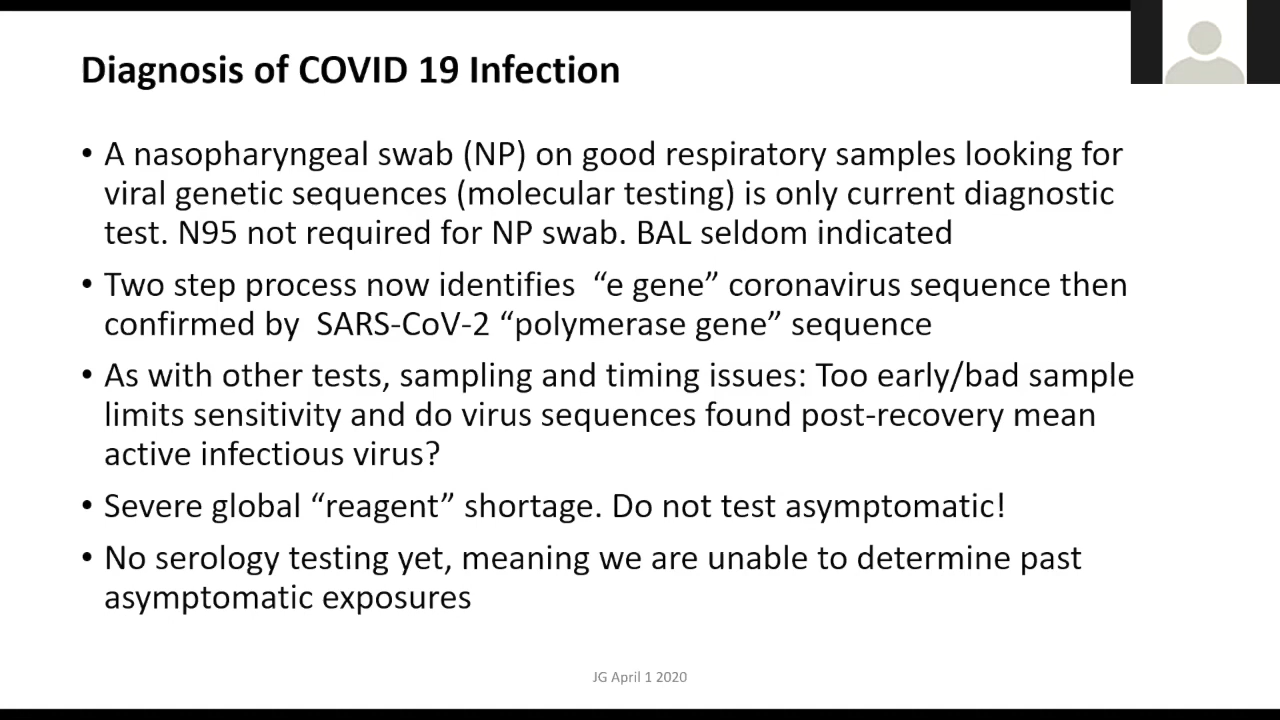 Diagnosis of COVID 19 Infection
• A nasopharyngeal swab (NP) on good respiratory samples looking for
viral genetic sequences (molecular testing) is only current diagnostic
test. N95 not required for NP swab. BAL seldom indicated
• Two step process now identifies “e gene” coronavirus sequence then
confirmed by SARS-CoV-2 “polymerase gene” sequence
• As with other tests, sampling and timing issues: Too early/bad sample
limits sensitivity and do virus sequences found post-recovery mean
active infectious virus?
• Severe global “reagent” shortage. Do not test asymptomatic!
• No serology testing yet, meaning we are unable to determine past
asymptomatic exposures
JG April 1 2020